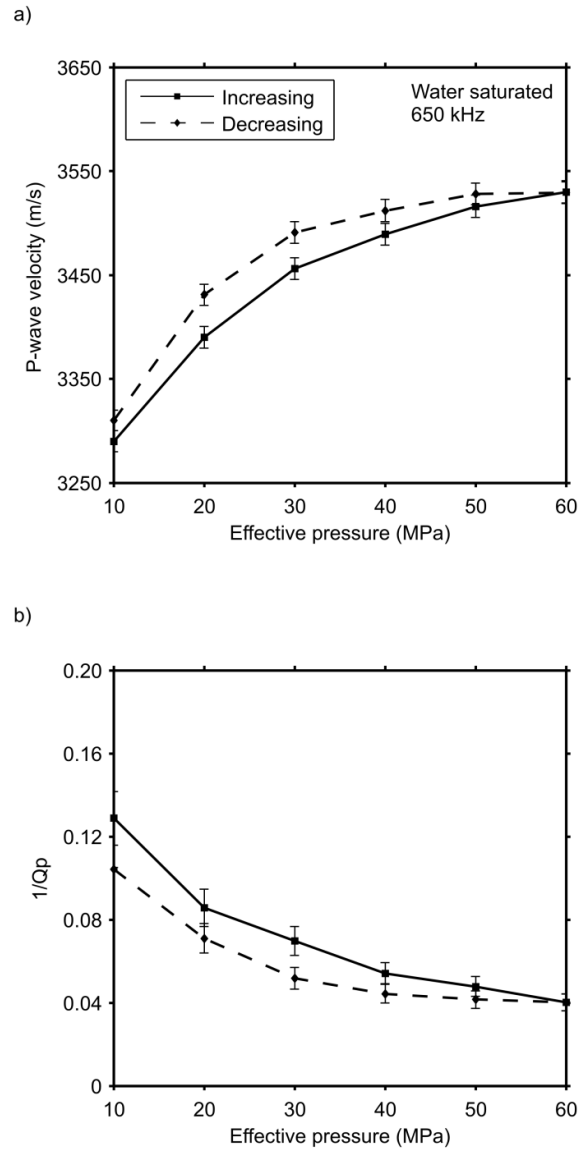 a)
3650
3550
3450
3350
3250
P-wave velocity (m/s)
Increasing
Decreasing
Water saturated
650 kHz
10 20 30 40 50 60
Effective pressure (MPa)
b)
0.20
0.16
0.12
0.08
0.04
0
1/Qp
10 20 30 40 50 60
Effective pressure (MPa)